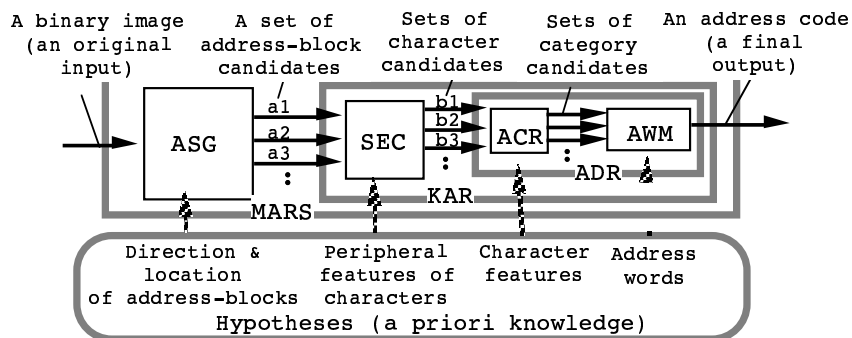 A binary image
(an original
input)
A set of
address-block
candidates
Sets of
character
candidates
Sets of
category
candidates
An address code
(a final
output)
ASG
a1
a2
a3
SEC
b1
b2
b3
ACR
AWM
ADR
KAR
MARS
Direction &
location
of address-blocks
Peripheral
features of
characters
Character
features
Address
words
Hypotheses (a priori knowledge)